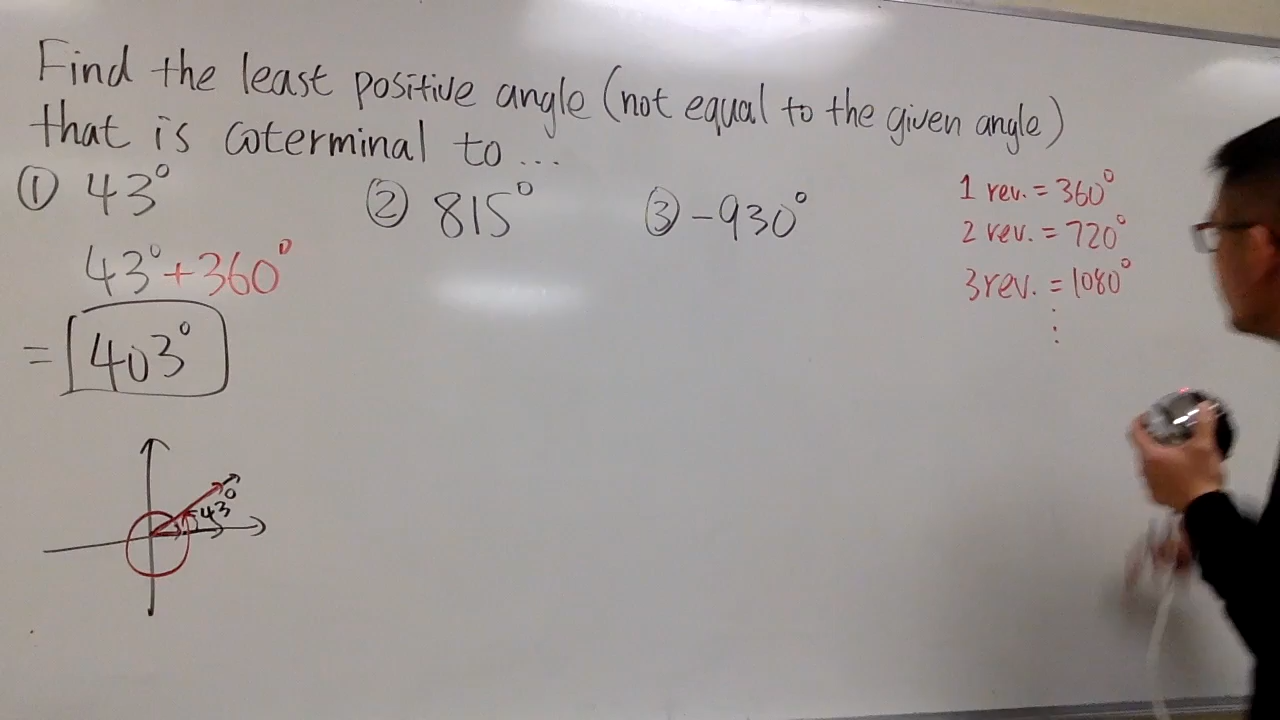 Find the least positive angle (not equal to the given angle)
that is coterminal to ...
① 43° ② 815° ③ -930°
43° + 360°
= 403°
43°
1 rev. = 360°
2 rev. = 720°
3 rev. = 1080°
⋮